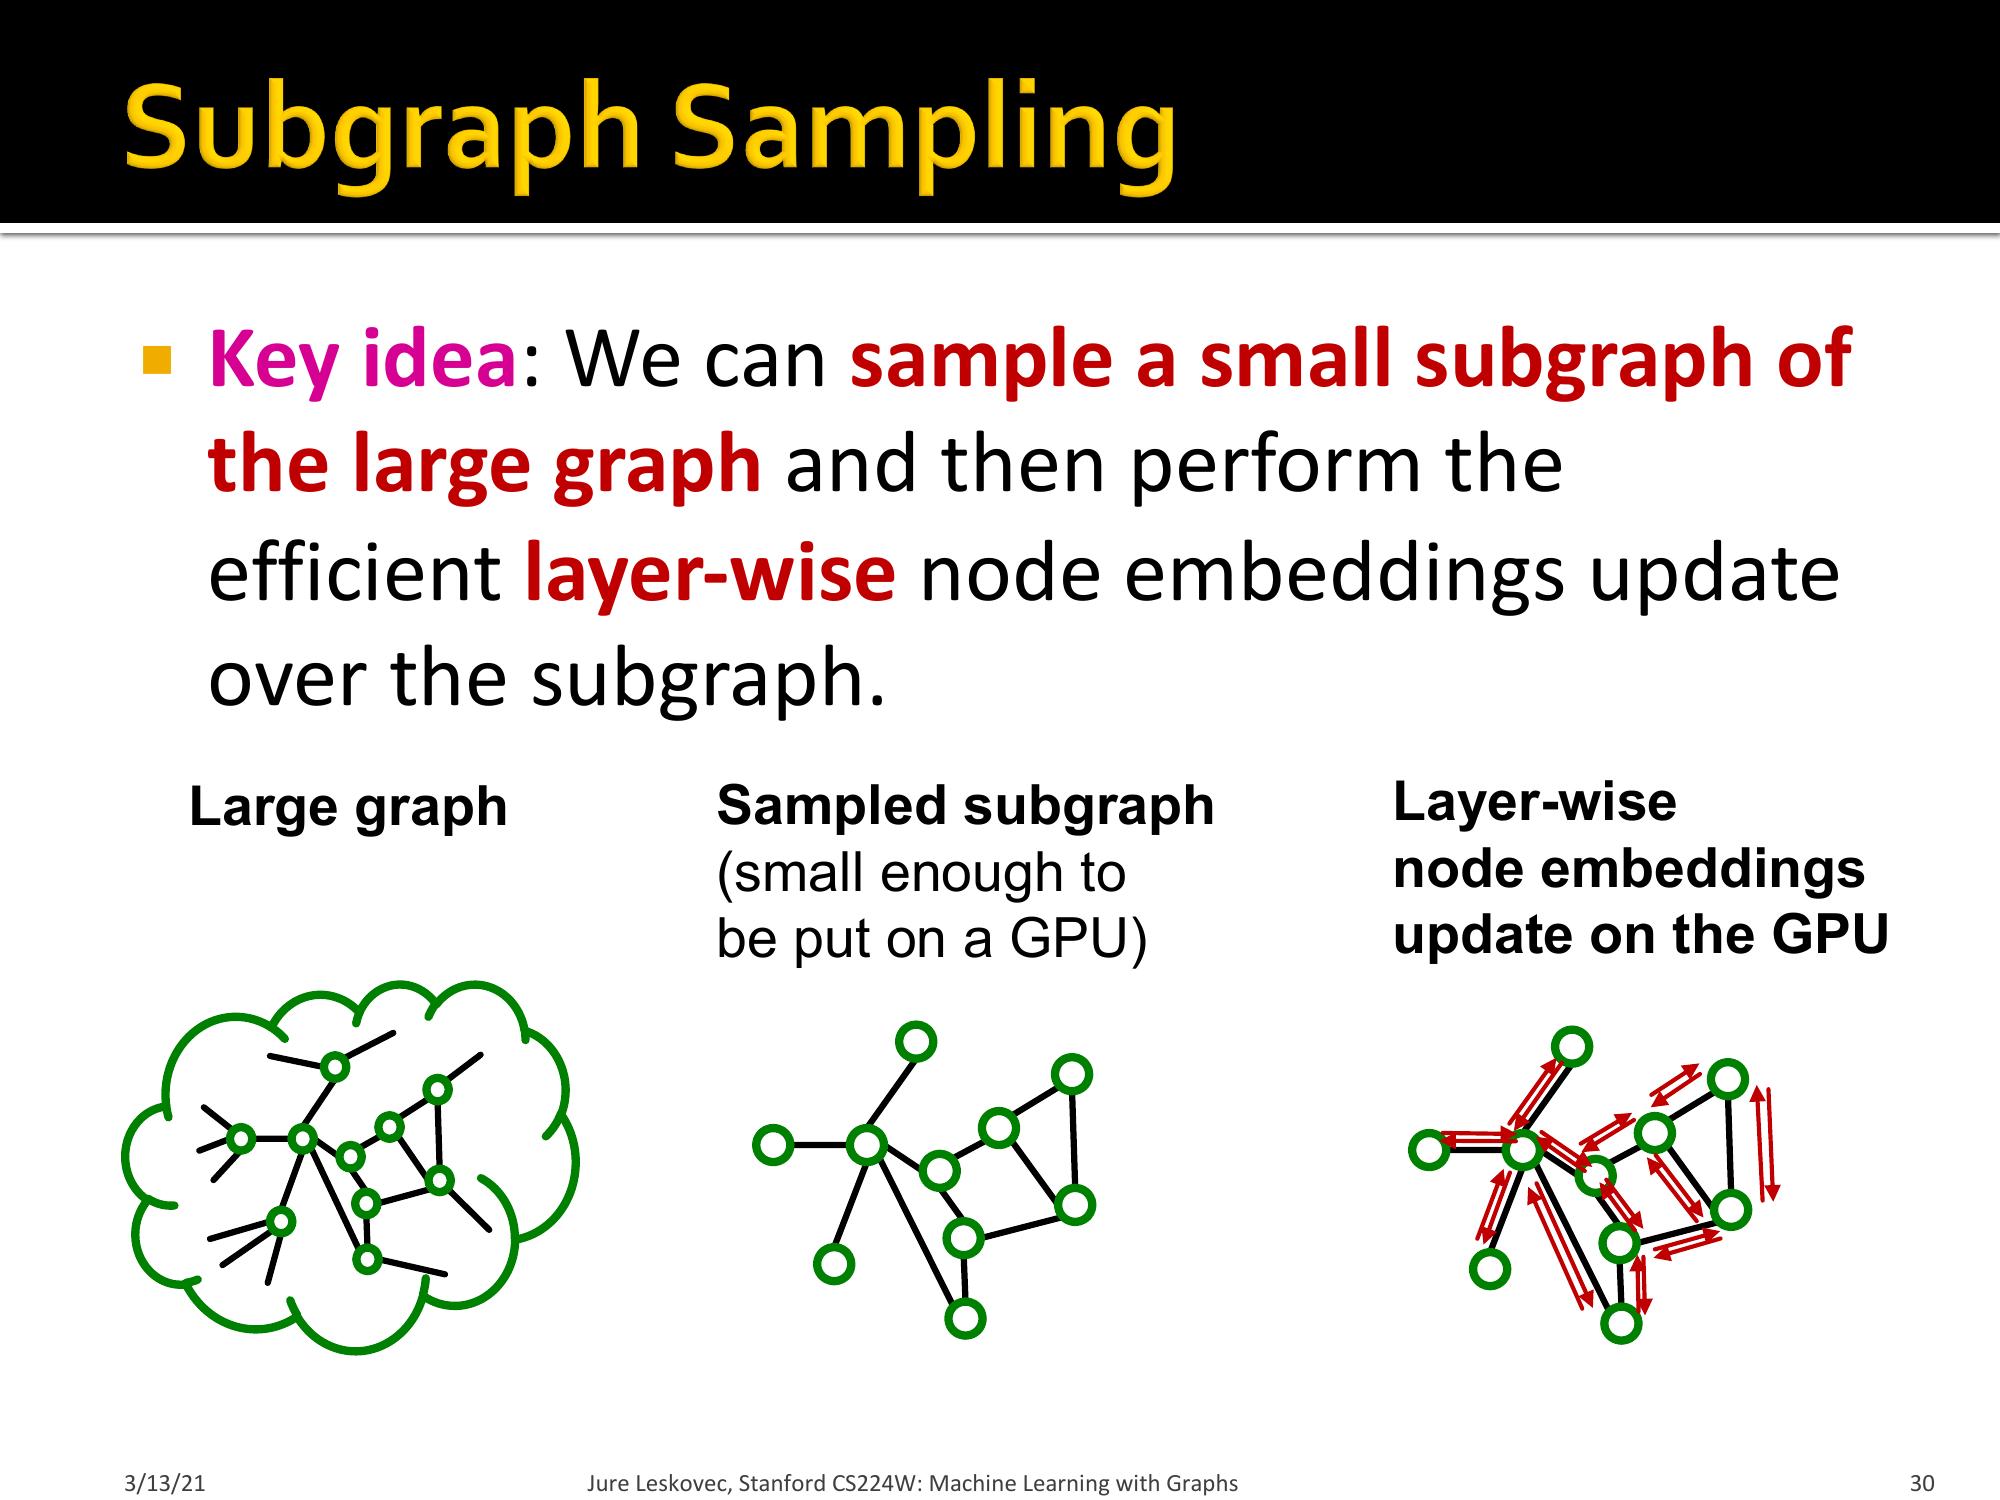 Subgraph Sampling
Key idea: We can sample a small subgraph of
the large graph and then perform the
efficient layer-wise node embeddings update
over the subgraph.
Large graph
Sampled subgraph
(small enough to
be put on a GPU)
Layer-wise
node embeddings
update on the GPU
3/13/21
Jure Leskovec, Stanford CS224W: Machine Learning with Graphs
30